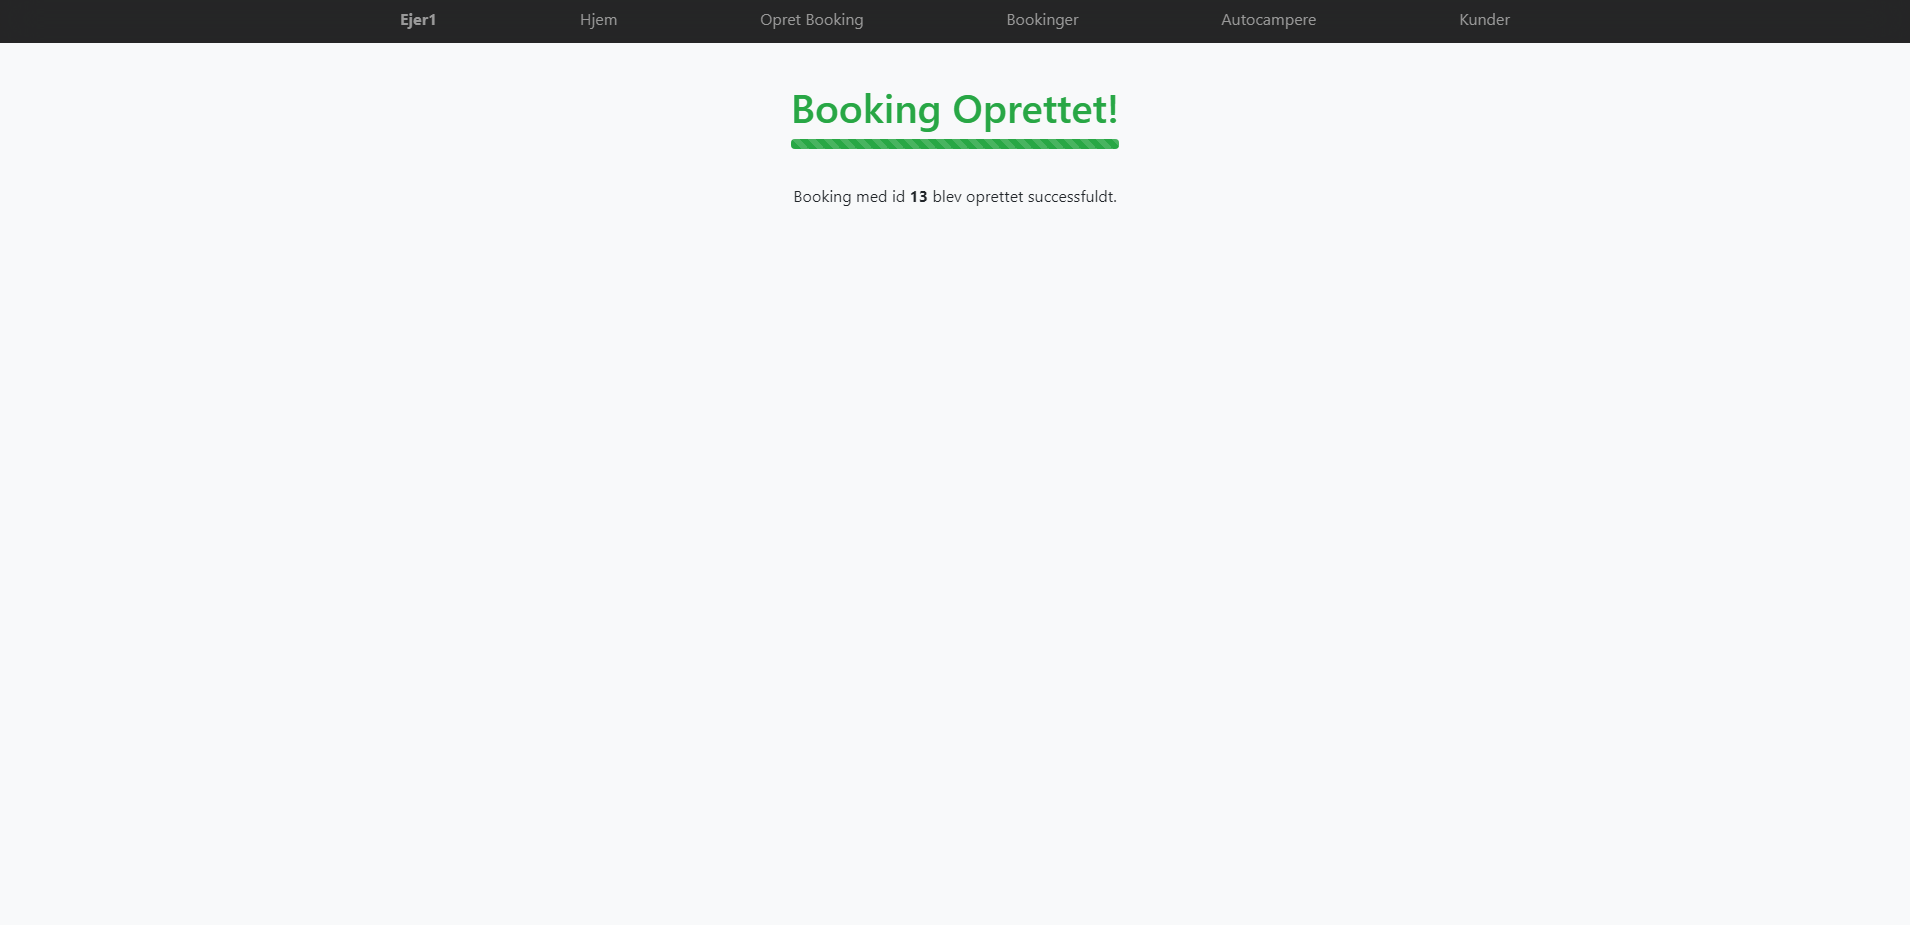 Ejer1 Hjem Opret Booking Bookinger Autocampere Kunder
Booking Oprettet!
Booking med id 13 blev oprettet successfuldt.